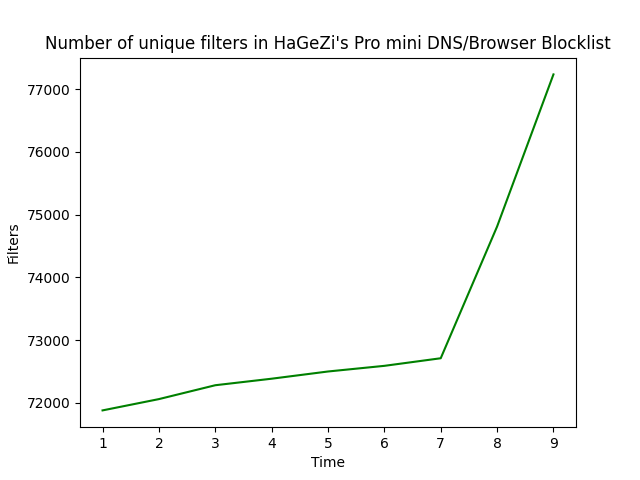 Number of unique filters in HaGeZi's Pro mini DNS/Browser Blocklist
77000
76000
75000
74000
73000
72000
Filters
1 2 3 4 5 6 7 8 9
Time